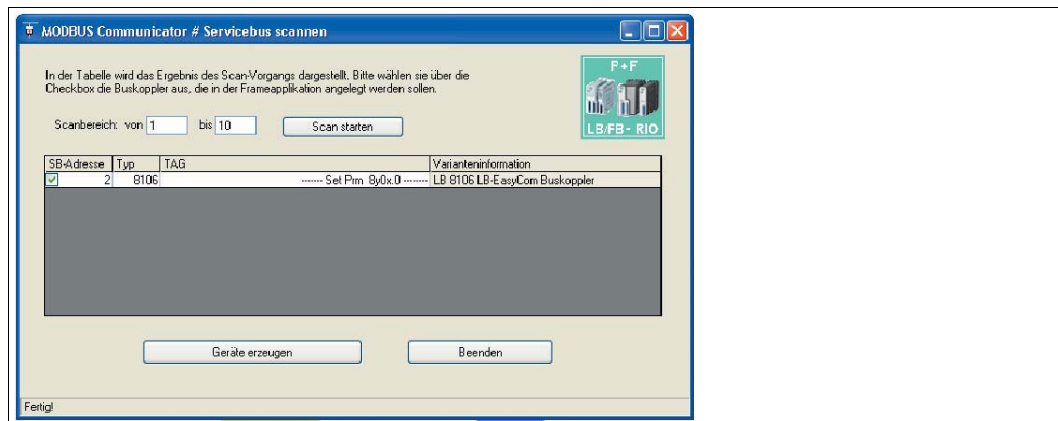 MODBUS Communicator # Servicebus scannen
In der Tabelle wird das Ergebnis des Scan-Vorgangs dargestellt. Bitte wählen sie über die
Checkbox die Buskoppler aus, die in der Frameapplikation angelegt werden sollen.
P+F
LB/FB- RIO
Scanbereich: von 1 bis 10 Scan starten
SB-Adresse Typ TAG Varianteninformation
2 8106 ------- Set Prm 8y0x.0 -------- LB 8106 LB-EasyCom Buskoppler
Geräte erzeugen Beenden
Fertig!